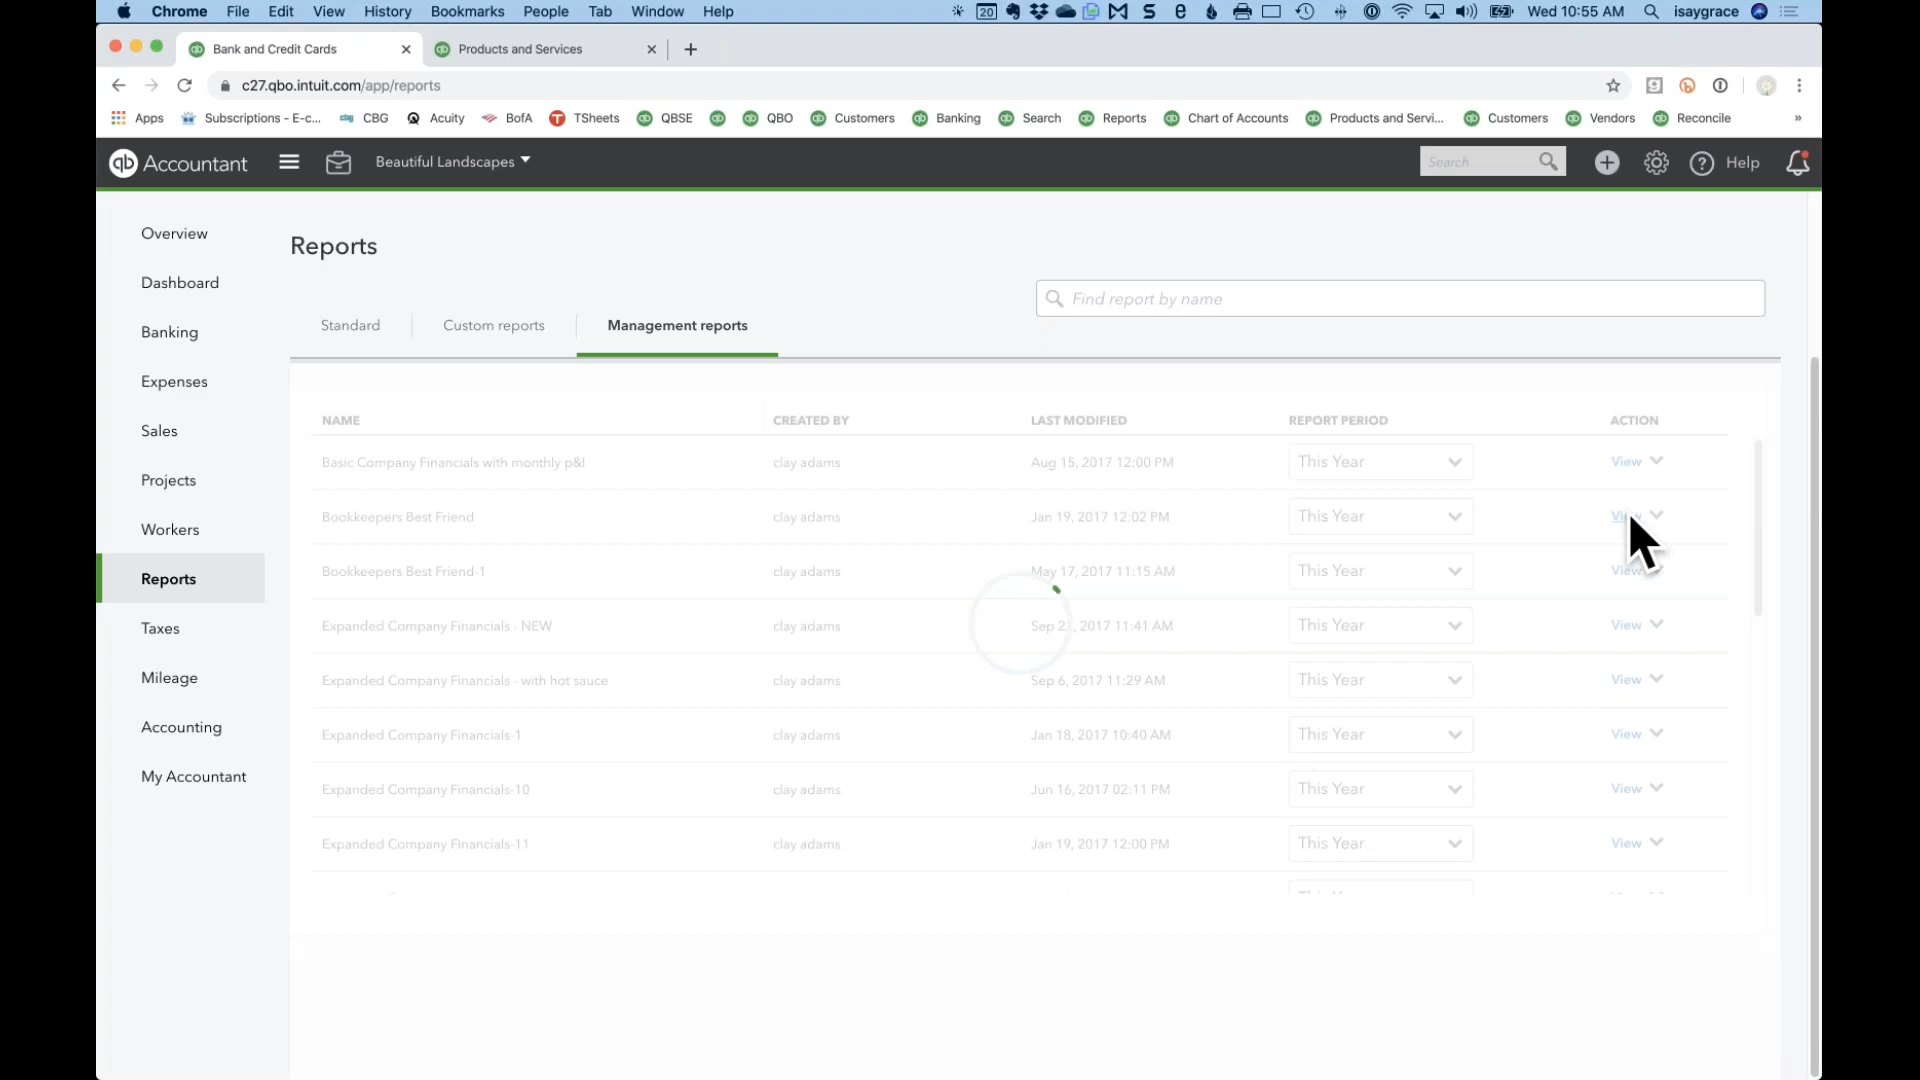 Chrome File Edit View History Bookmarks People Tab Window Help 20 Wed 10:55 AM isaygrace
Bank and Credit Cards Products and Services
c27.qbo.intuit.com/app/reports
Apps Subscriptions - E-c... CBG Acuity BofA TSheets QBSE QBO Customers Banking Search Reports Chart of Accounts Products and Servi... Customers Vendors Reconcile »
qb Accountant Beautiful Landscapes Search Help
Overview
Dashboard
Banking
Expenses
Sales
Projects
Workers
Reports
Taxes
Mileage
Accounting
My Accountant
Reports
Find report by name
Standard Custom reports Management reports
NAME CREATED BY LAST MODIFIED REPORT PERIOD ACTION
Basic Company Financials with monthly p&l clay adams Aug 15, 2017 12:00 PM This Year View
Bookkeepers Best Friend clay adams Jan 19, 2017 12:02 PM This Year
Bookkeepers Best Friend-1 clay adams May 17, 2017 11:15 AM This Year View
Expanded Company Financials - NEW clay adams Sep 2 , 2017 11:41 AM This Year View
Expanded Company Financials - with hot sauce clay adams Sep 6, 2017 11:29 AM This Year View
Expanded Company Financials-1 clay adams Jan 18, 2017 10:40 AM This Year View
Expanded Company Financials-10 clay adams Jun 16, 2017 02:11 PM This Year View
Expanded Company Financials-11 clay adams Jan 19, 2017 12:00 PM This Year View